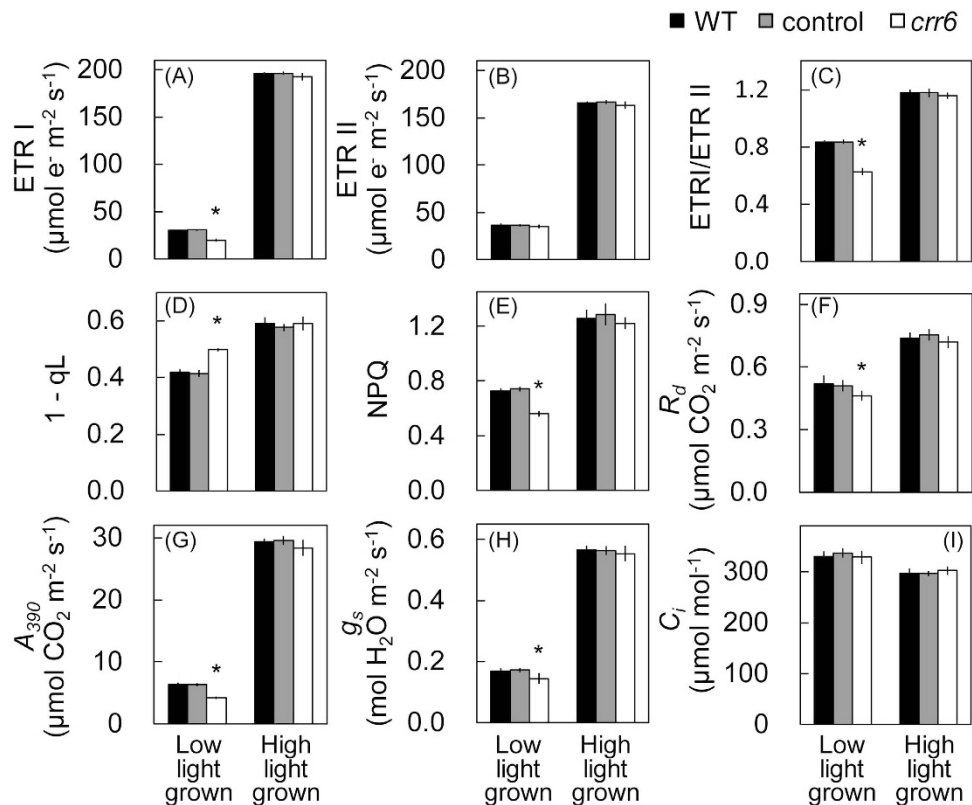 WT control crr6
(A)
ETR I
(μmol e⁻ m⁻² s⁻¹)
200
150
100
50
0
*
(B)
ETR II
(μmol e⁻ m⁻² s⁻¹)
200
150
100
50
0
(C)
ETRI/ETR II
1.2
0.8
0.4
0.0
*
(D)
1 - qL
0.6
0.4
0.2
0.0
*
(E)
NPQ
1.2
0.8
0.4
0.0
*
(F)
R_d
(μmol CO₂ m⁻² s⁻¹)
0.9
0.6
0.3
0.0
*
(G)
A₃₉₀
(μmol CO₂ m⁻² s⁻¹)
30
20
10
0
*
Low
light
grown
High
light
grown
(H)
g_s
(mol H₂O m⁻² s⁻¹)
0.6
0.4
0.2
0.0
*
Low
light
grown
High
light
grown
(I)
C_i
(μmol mol⁻¹)
300
200
100
0
Low
light
grown
High
light
grown